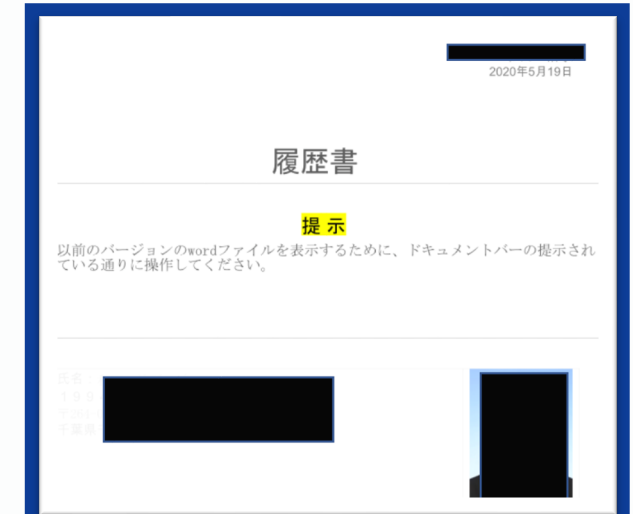 2020年5月19日
履歴書
提 示
以前のバージョンのwordファイルを表示するために、ドキュメントバーの提示され
ている通りに操作してください。
氏名：